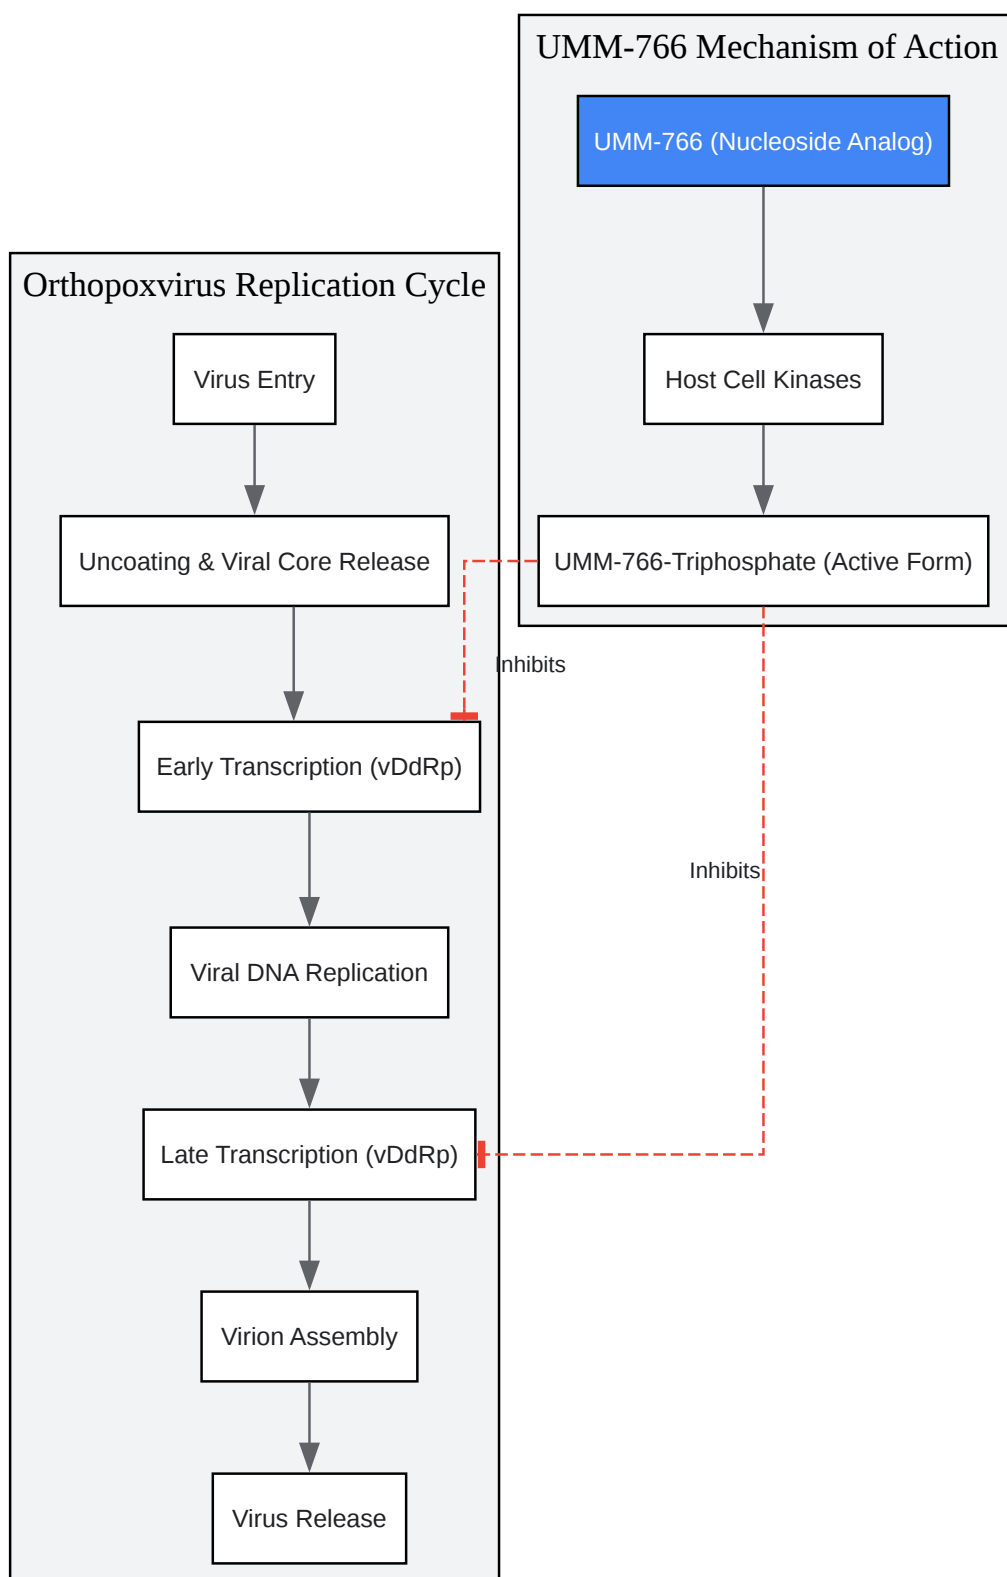 UMM-766 Mechanism of Action
UMM-766 (Nucleoside Analog)
Host Cell Kinases
UMM-766-Triphosphate (Active Form)
Orthopoxvirus Replication Cycle
Virus Entry
Uncoating & Viral Core Release
Inhibits
Early Transcription (vDdRp)
Inhibits
Viral DNA Replication
Late Transcription (vDdRp)
Virion Assembly
Virus Release